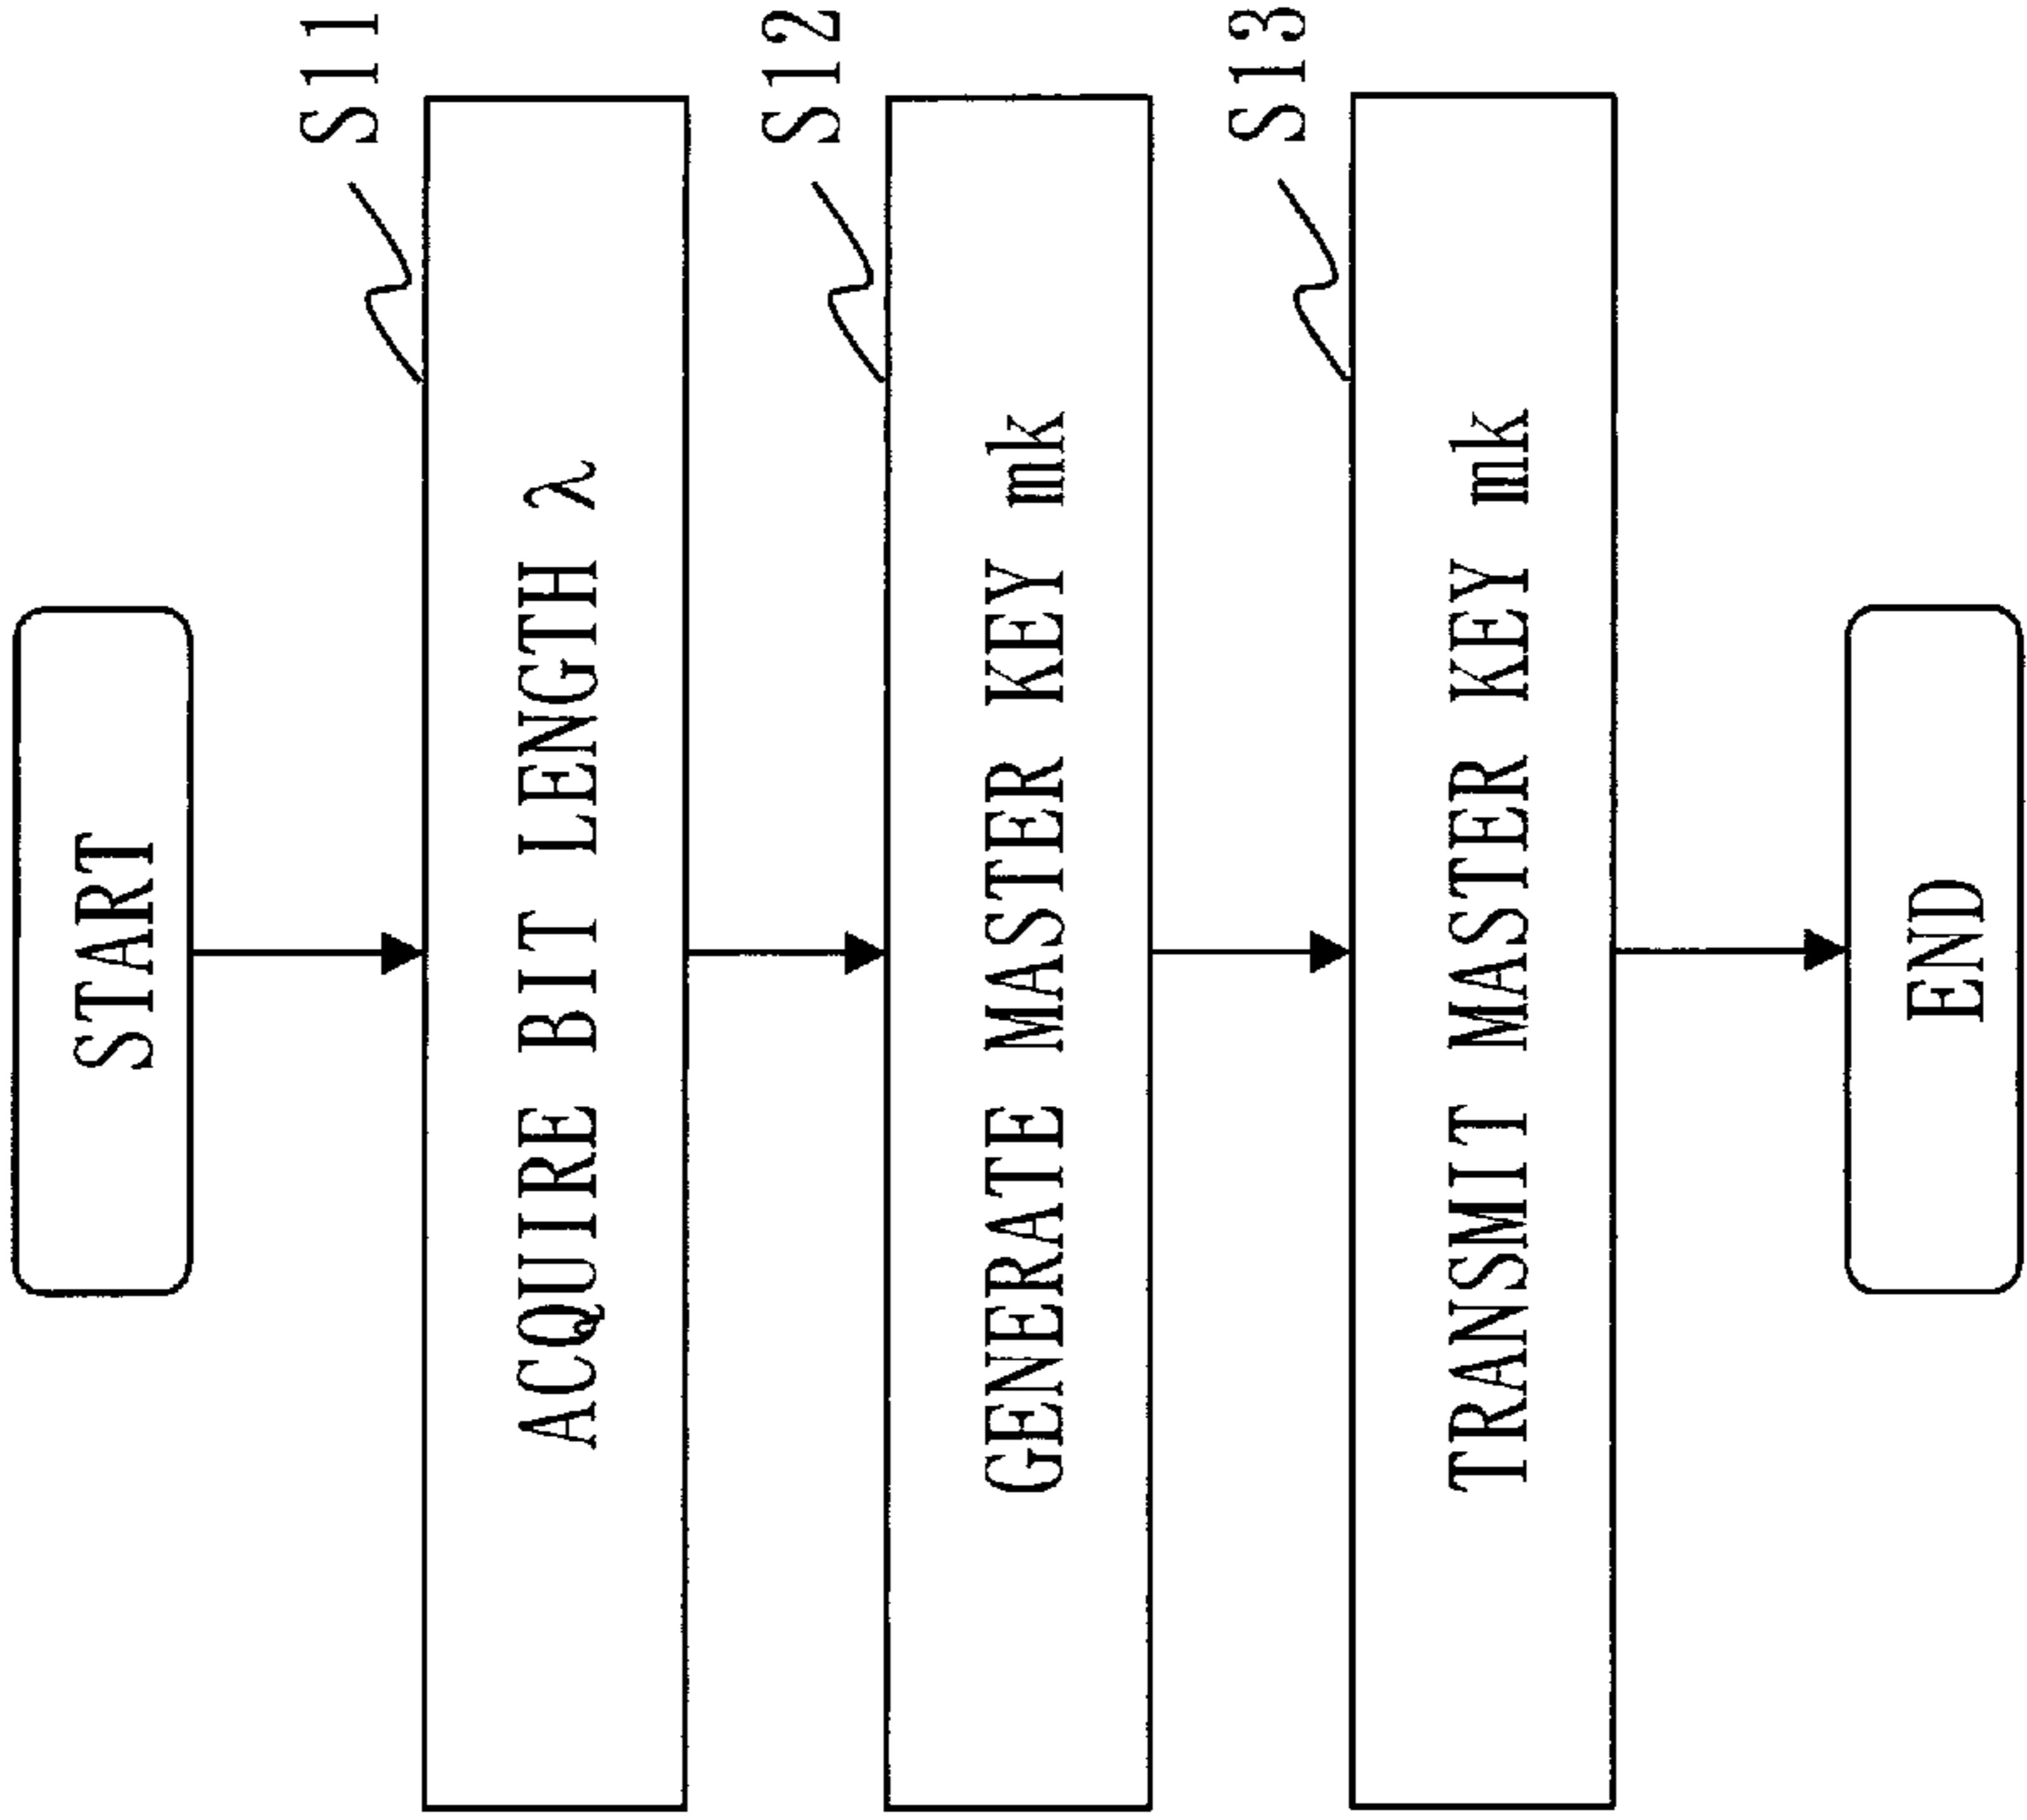 START
S11
ACQUIRE BIT LENGTH λ
S12
GENERATE MASTER KEY mk
S13
TRANSMIT MASTER KEY mk
END